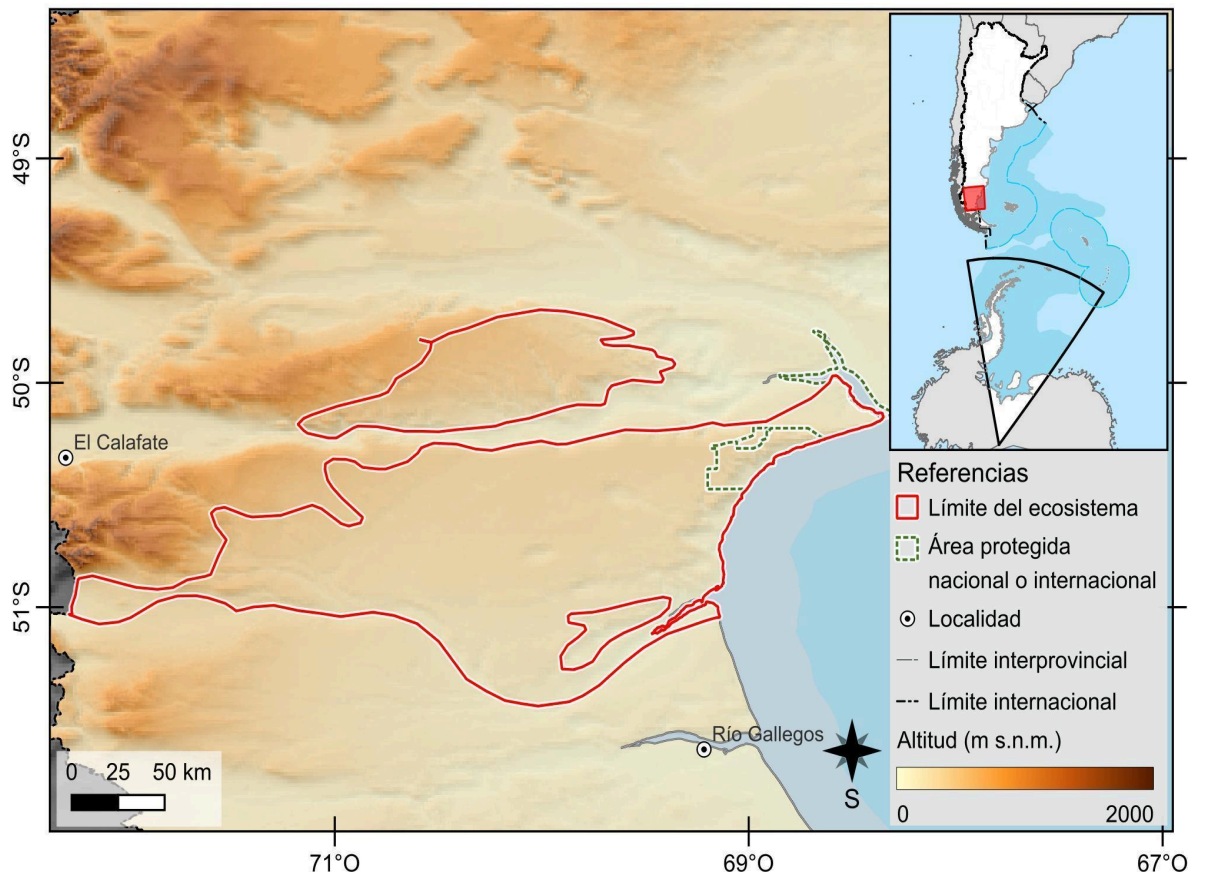 49°S
50°S
51°S
El Calafate
Río Gallegos
0 25 50 km
S
71°O
69°O
67°O
Referencias
Límite del ecosistema
Área protegida
nacional o internacional
Localidad
Límite interprovincial
Límite internacional
Altitud (m s.n.m.)
0 2000